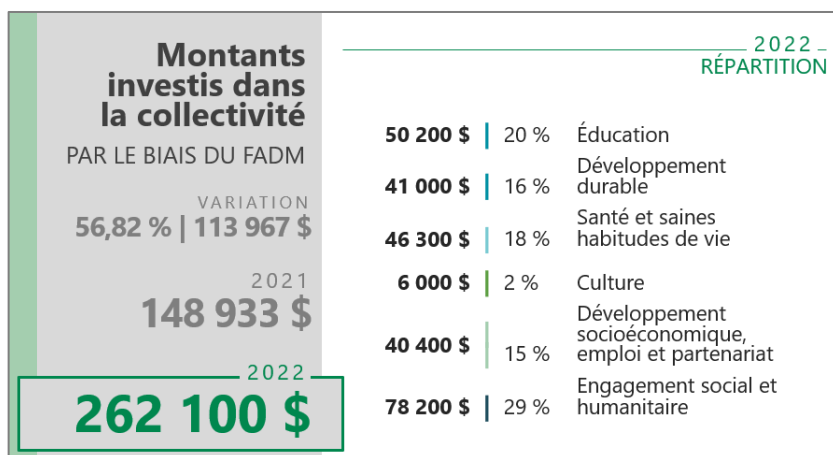 Montants
investis dans
la collectivité
PAR LE BIAIS DU FADM
VARIATION
56,82 % | 113 967 $
2021
148 933 $
2022
262 100 $
2022
RÉPARTITION
50 200 $ | 20 % Éducation
41 000 $ | 16 % Développement
durable
46 300 $ | 18 % Santé et saines
habitudes de vie
6 000 $ | 2 % Culture
40 400 $ | 15 % Développement
socioéconomique,
emploi et partenariat
78 200 $ | 29 % Engagement social et
humanitaire